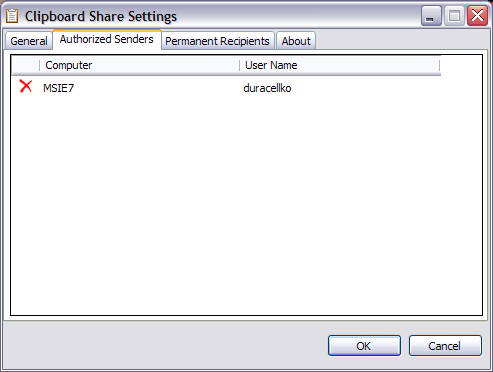 Clipboard Share Settings
General Authorized Senders Permanent Recipients About
Computer User Name
MSIE7 duracellko
OK Cancel